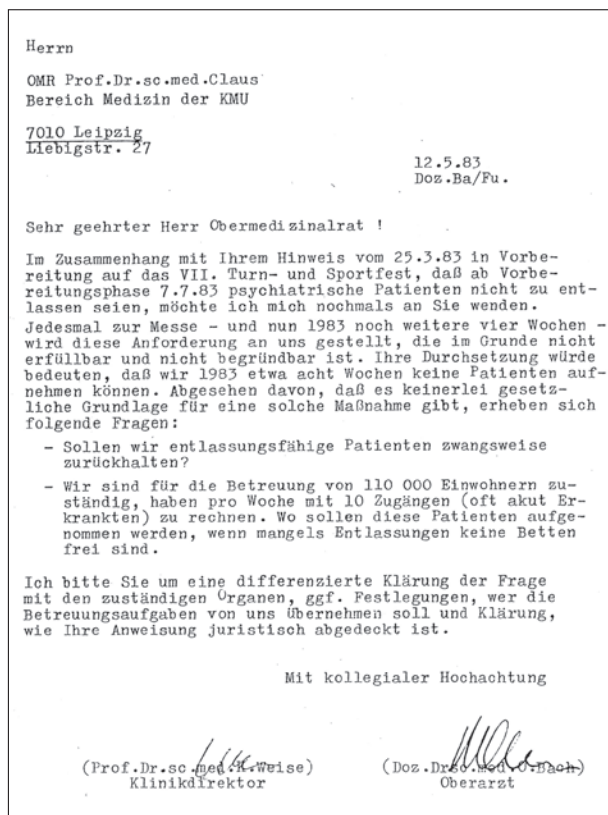 Herrn
OMR Prof.Dr.sc.med.Claus
Bereich Medizin der KMU
7010 Leipzig
Liebigstr. 27
12.5.83
Doz.Ba/Fu.
Sehr geehrter Herr Obermedizinalrat !
Im Zusammenhang mit Ihrem Hinweis vom 25.3.83 in Vorbe-
reitung auf das VII. Turn- und Sportfest, daß ab Vorbe-
reitungsphase 7.7.83 psychiatrische Patienten nicht zu ent-
lassen seien, möchte ich mich nochmals an Sie wenden.
Jedesmal zur Messe - und nun 1983 noch weitere vier Wochen -
wird diese Anforderung an uns gestellt, die im Grunde nicht
erfüllbar und nicht begründbar ist. Ihre Durchsetzung würde
bedeuten, daß wir 1983 etwa acht Wochen keine Patienten auf-
nehmen können. Abgesehen davon, daß es keinerlei gesetz-
liche Grundlage für eine solche Maßnahme gibt, erheben sich
folgende Fragen:
- Sollen wir entlassungsfähige Patienten zwangsweise
zurückhalten?
- Wir sind für die Betreuung von 110 000 Einwohnern zu-
ständig, haben pro Woche mit 10 Zugängen (oft akut Er-
krankten) zu rechnen. Wo sollen diese Patienten aufge-
nommen werden, wenn mangels Entlassungen keine Betten
frei sind.
Ich bitte Sie um eine differenzierte Klärung der Frage
mit den zuständigen Organen, ggf. Festlegungen, wer die
Betreuungsaufgaben von uns übernehmen soll und Klärung,
wie Ihre Anweisung juristisch abgedeckt ist.
Mit kollegialer Hochachtung
(Prof.Dr.sc.med.K.Weise) (Doz.Dr.sc.med.O.Bach)
Klinikdirektor Oberarzt